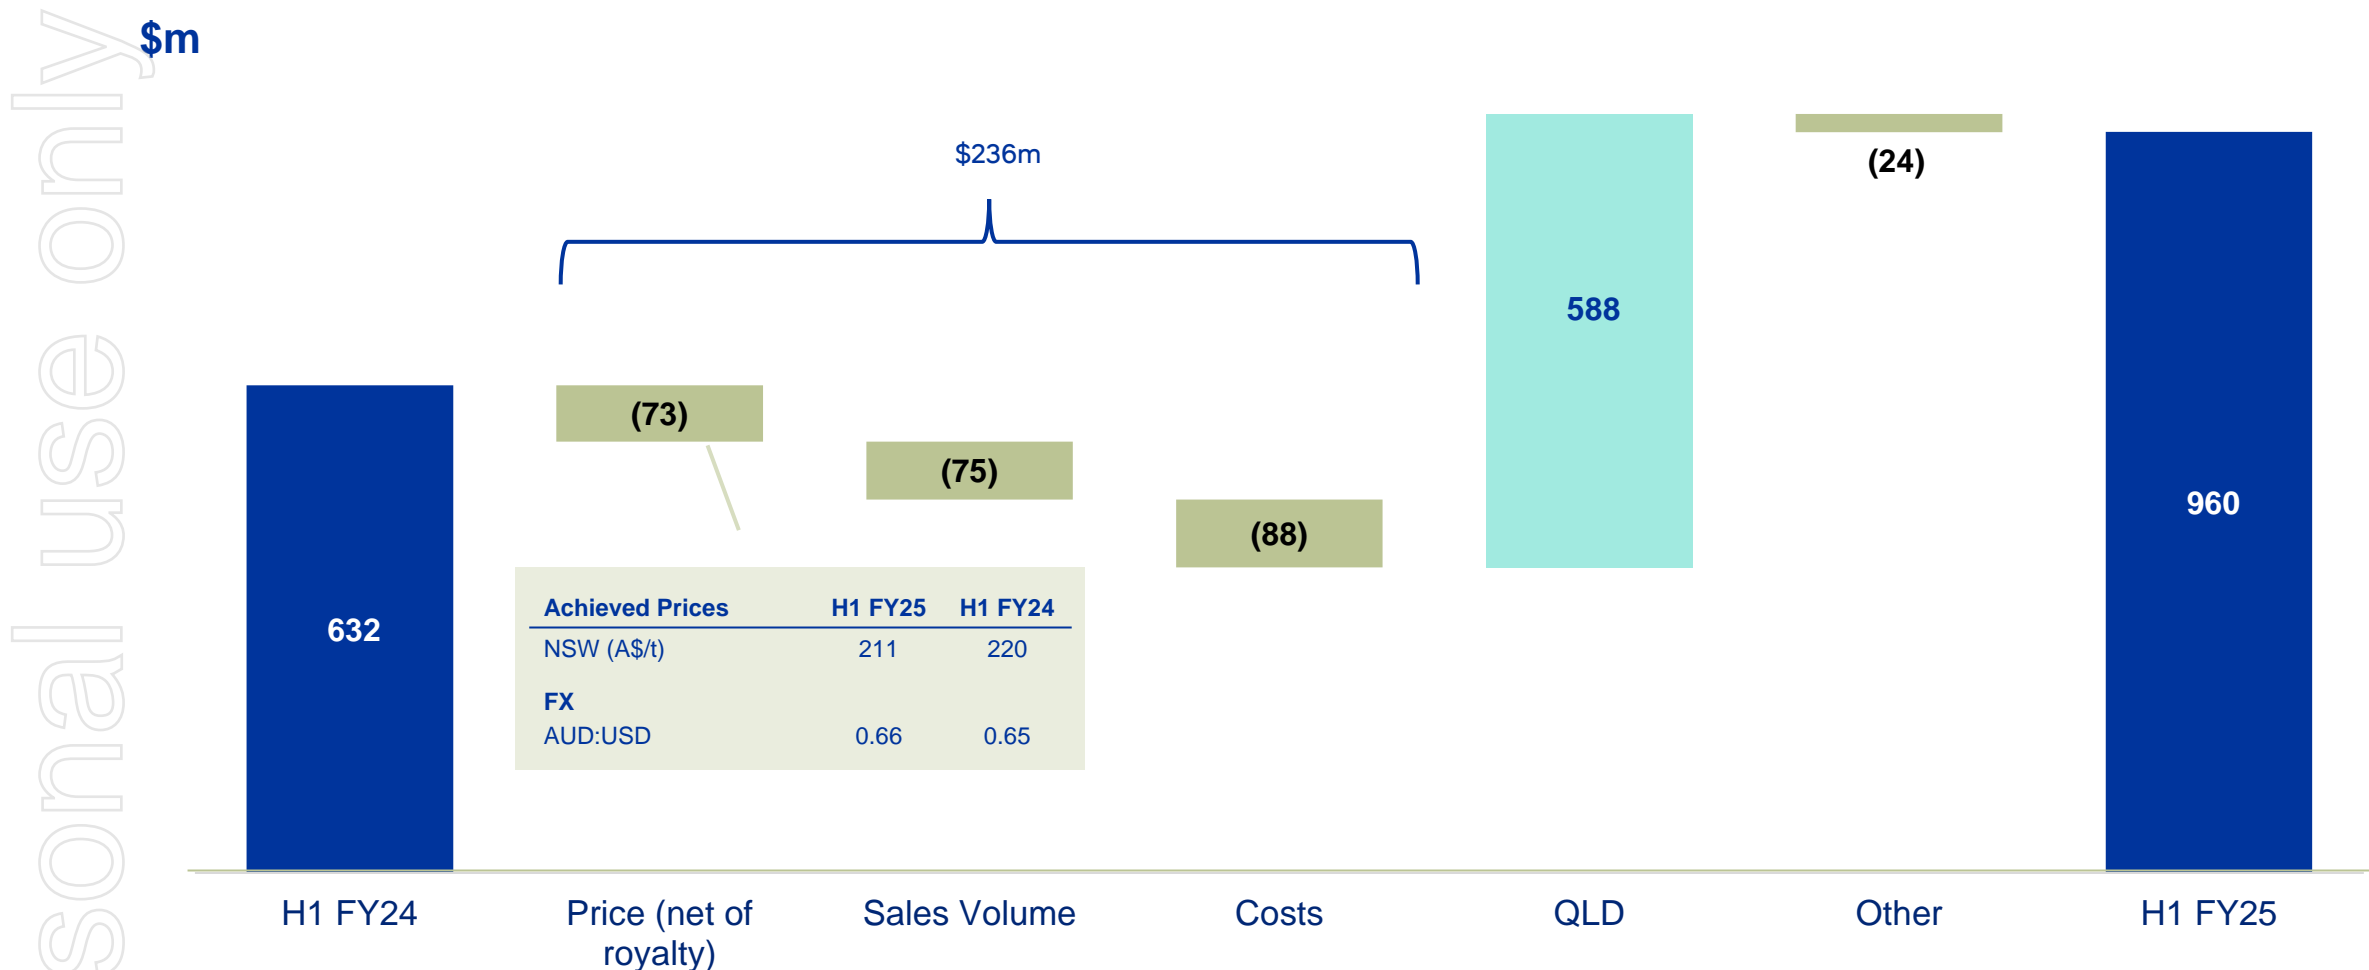 $m
$236m
(73)
(75)
(88)
588
(24)
632
960
Achieved Prices H1 FY25 H1 FY24
NSW (A$/t) 211 220
FX
AUD:USD 0.66 0.65
H1 FY24
Price (net of
royalty)
Sales Volume
Costs
QLD
Other
H1 FY25
sonal use only